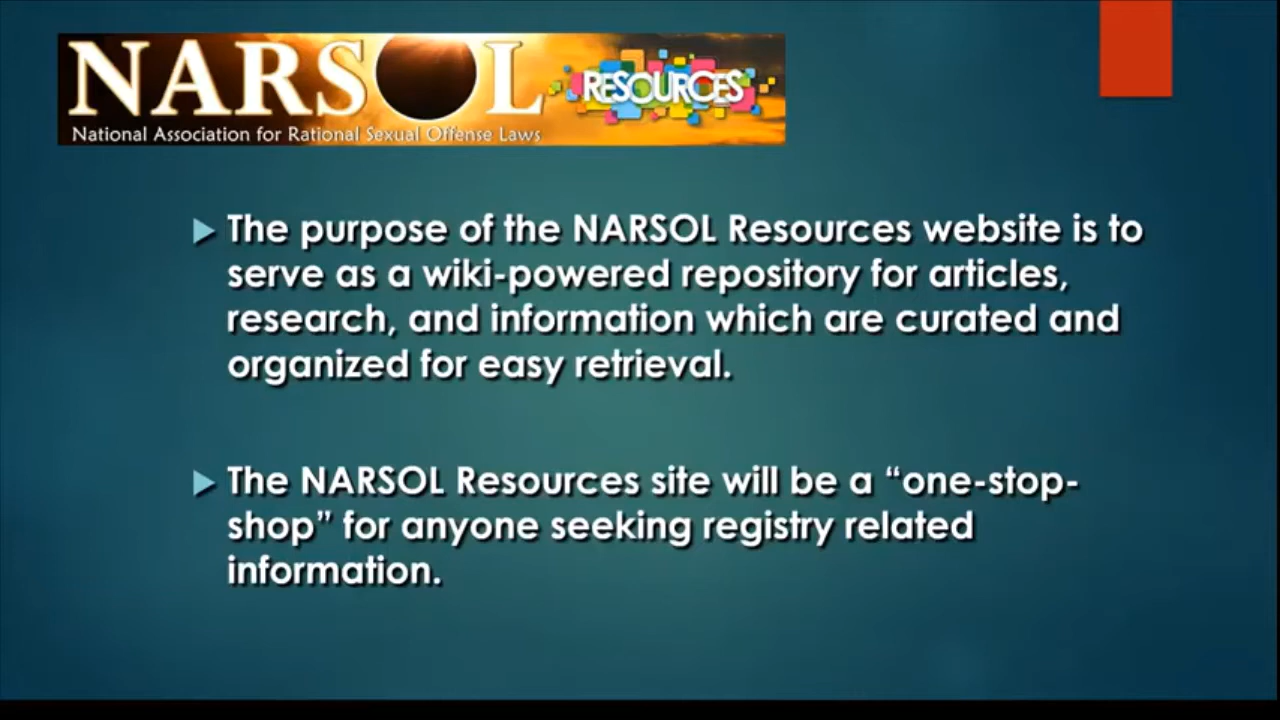 NARSOL
RESOURCES
National Association for Rational Sexual Offense Laws
The purpose of the NARSOL Resources website is to
serve as a wiki-powered repository for articles,
research, and information which are curated and
organized for easy retrieval.
The NARSOL Resources site will be a “one-stop-
shop” for anyone seeking registry related
information.